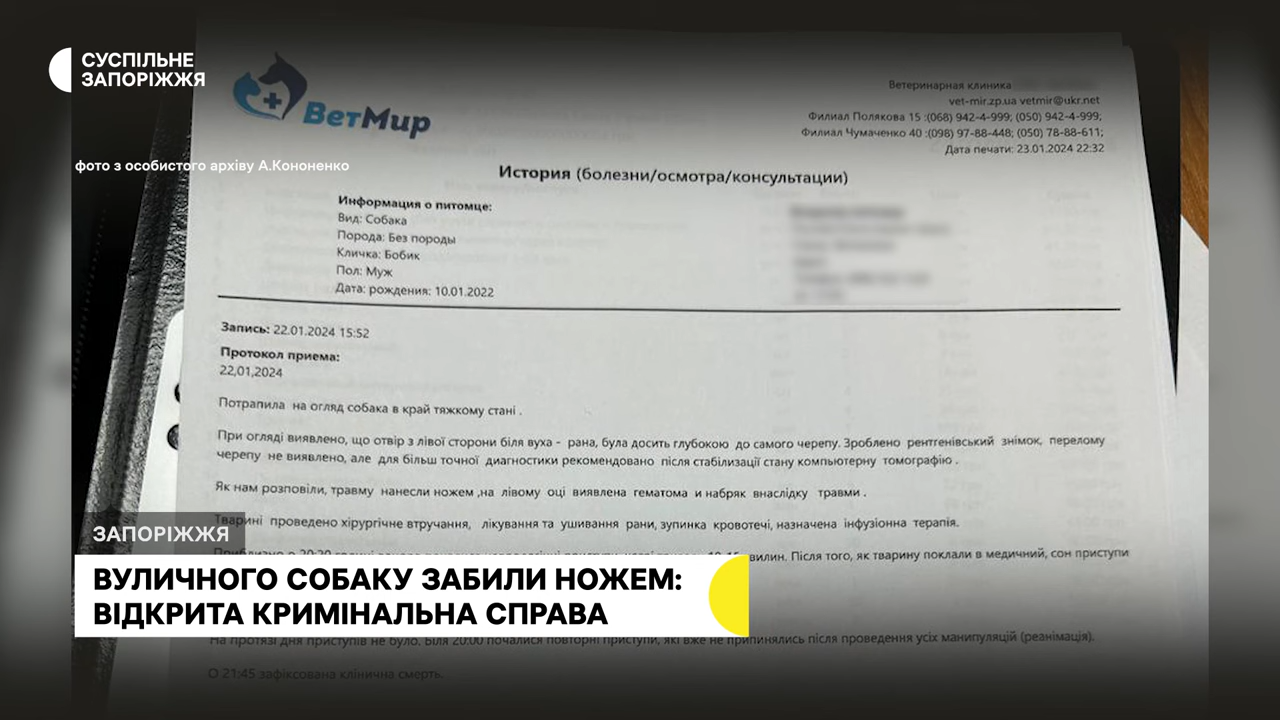 СУСПІЛЬНЕ
ЗАПОРІЖЖЯ
фото з особистого архіву А.Кононенко
ВетМир
Ветеринарная клиника
vet-mir.zp.ua vetmir@ukr.net
Филиал Полякова 15 :(068) 942-4-999; (050) 942-4-999;
Филиал Чумаченко 40 :(098) 97-88-448; (050) 78-88-611;
Дата печати: 23.01.2024 22:32
История (болезни/осмотра/консультации)
Информация о питомце:
Вид: Собака
Порода: Без породы
Кличка: Бобик
Пол: Муж
Дата: рождения: 10.01.2022
Запись: 22.01.2024 15:52
Протокол приема:
22,01,2024
Потрапила на огляд собака в край тяжкому стані .
При огляді виявлено, що отвір з лівої сторони біля вуха - рана, була досить глубокою до самого черепу. Зроблено рентгенівський знімок, перелому
черепу не виявлено, але для більш точної діагностики рекомендовано після стабілізації стану компьютерну томографію .
Як нам розповіли, травму нанесли ножем ,на лівому оці виявлена гематома и набряк внаслідку травми .
Тварині проведено хірургічне втручання, лікування та ушивання рани, зупинка кровотечі, назначена інфузіонна терапія.
Після того, як тварину поклали в медичний, сон приступи
ЗАПОРІЖЖЯ
ВУЛИЧНОГО СОБАКУ ЗАБИЛИ НОЖЕМ:
ВІДКРИТА КРИМІНАЛЬНА СПРАВА
На протязі дня приступів не було. Біля 20:00 почалися повторні приступи, які вже не припинялись після проведення усіх манипуляцій (реанімація).
О 21:45 зафіксована клінична смерть.